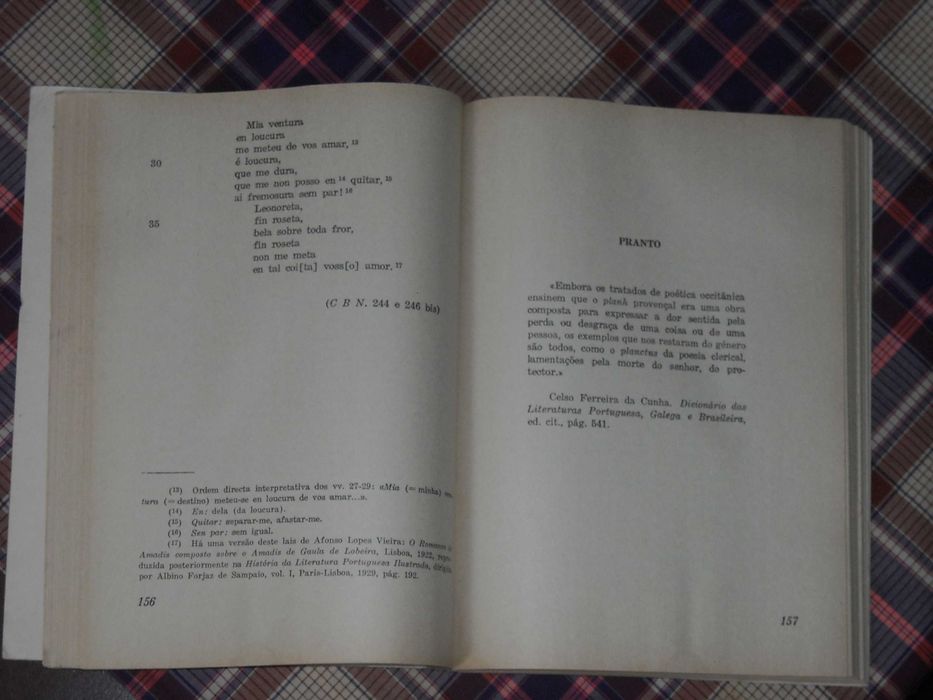 Mia ventura
en loucura
me meteu de vos amar, 13
30 é loucura,
que me dura,
que me non posso en 14 quitar, 15
ai fremosura sem par! 16
Leonoreta,
35 fin roseta,
bela sobre toda fror,
fin roseta
non me meta
en tal coi[ta] voss[o] amor. 17
(C B N. 244 e 246 bis)
(13) Ordem directa interpretativa dos vv. 27-29: «Mia (= minha) ven-
tura (= destino) meteu-se en loucura de vos amar...».
(14) En: dela (da loucura).
(15) Quitar: separar-me, afastar-me.
(16) Sen par: sem igual.
(17) Há uma versão deste lais de Afonso Lopes Vieira: O Romance de
Amadis composto sobre o Amadis de Gaula de Lobeira, Lisboa, 1922, repro-
duzida posteriormente na História da Literatura Portuguesa Ilustrada,
por Albino Forjaz de Sampaio, vol. I, Paris-Lisboa, 1929, pág. 192.
156
PRANTO
«Embora os tratados de poética occitânica
ensinem que o planh provençal era uma obra
composta para expressar a dor sentida pela
perda ou desgraça de uma coisa ou de uma
pessoa, os exemplos que nos restaram do género
são todos, como o planctus da poesia clerical,
lamentações pela morte do senhor, do pro-
tector.»
Celso Ferreira da Cunha. Dicionário das
Literaturas Portuguesa, Galega e Brasileira,
ed. cit., pág. 541.
157